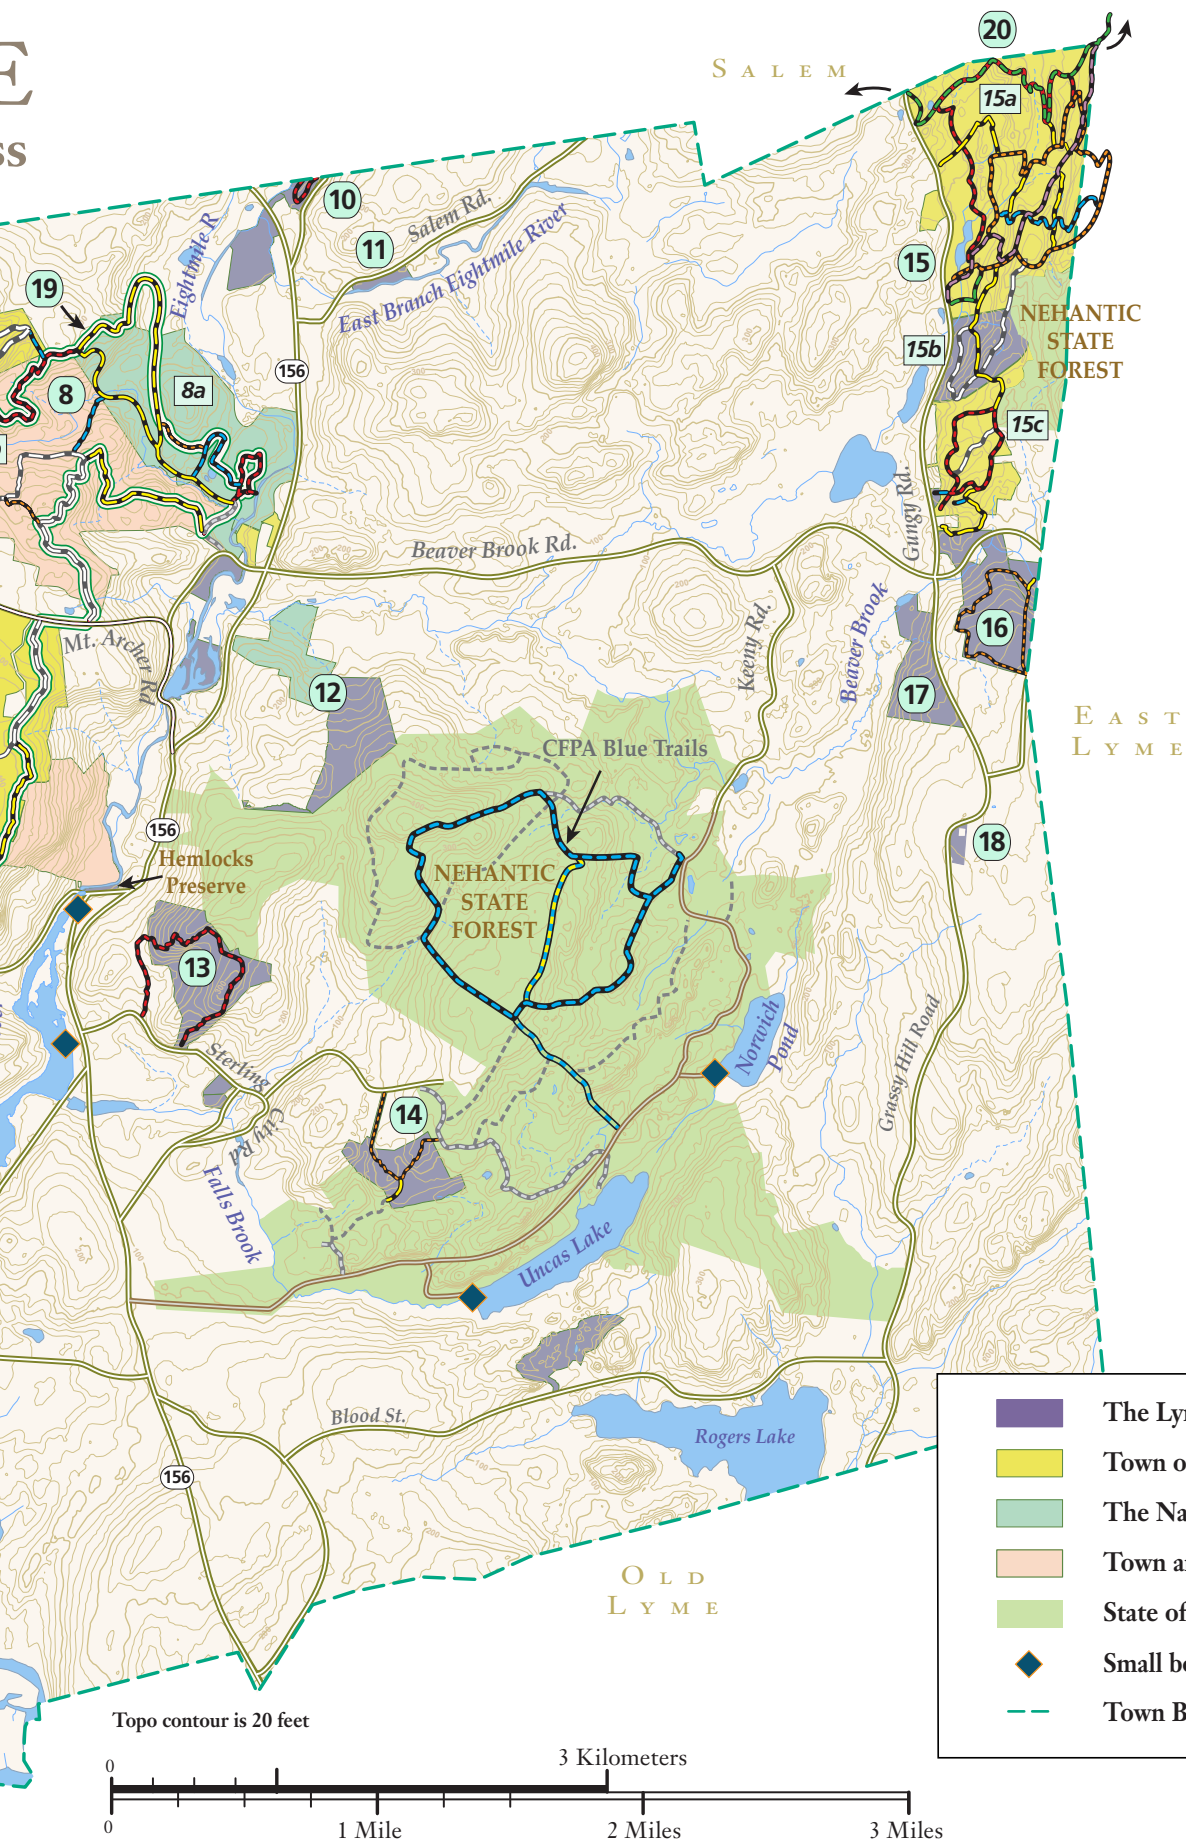 E
ss
SALEM
20
15a
10
Salem Rd.
11
Eightmile R
East Branch Eightmile River
15
19
NEHANTIC
STATE
FOREST
15b
156
8
8a
15c
Gungy Rd.
Beaver Brook Rd.
Keeny Rd.
Beaver Brook
Mt. Archer
Rd
16
12
17
EAST
LYME
CFPA Blue Trails
156
18
Hemlocks
Preserve
NEHANTIC
STATE
FOREST
13
Norwich
Pond
Grassy Hill Road
Sterling
City Rd
14
Falls Brook
Uncas Lake
Blood St.
Rogers Lake
156
OLD
LYME
The Ly
Town o
The Na
Town a
State of
Small b
Town B
Topo contour is 20 feet
0
3 Kilometers
0
1 Mile
2 Miles
3 Miles